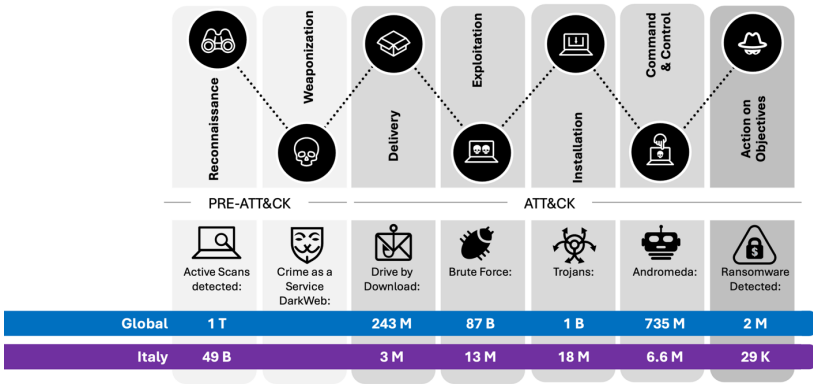 Reconnaissance
Weaponization
Delivery
Exploitation
Installation
Command
& Control
Action on
Objectives
PRE-ATT&CK
ATT&CK
Active Scans
detected:
Crime as a
Service
DarkWeb:
Drive by
Download:
Brute Force:
Trojans:
Andromeda:
Ransomware
Detected:
Global 1 T 243 M 87 B 1 B 735 M 2 M
Italy 49 B 3 M 13 M 18 M 6.6 M 29 K